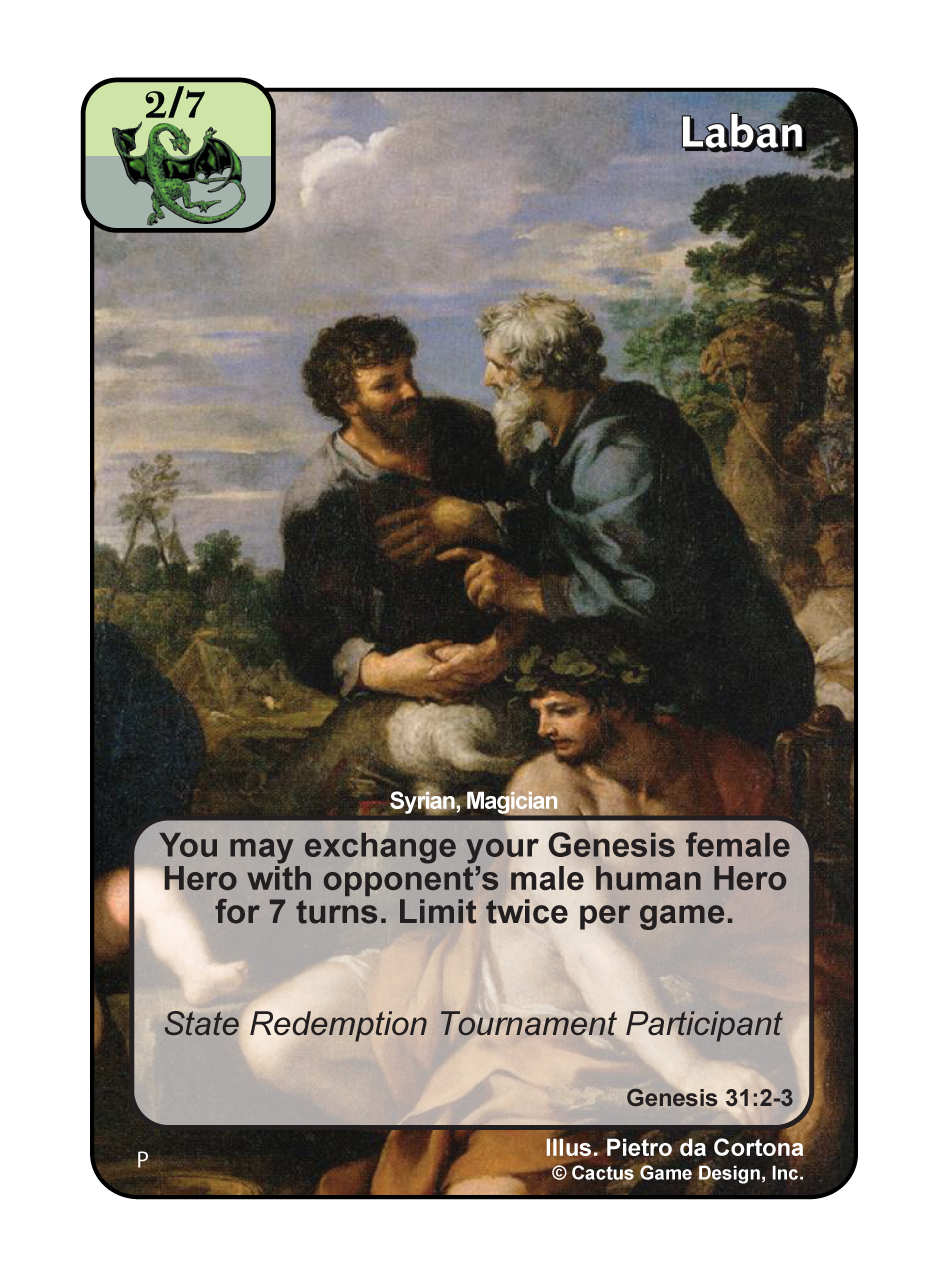 2/7
Laban
Syrian, Magician
You may exchange your Genesis female
Hero with opponent's male human Hero
for 7 turns. Limit twice per game.
State Redemption Tournament Participant
Genesis 31:2-3
P
Illus. Pietro da Cortona
© Cactus Game Design, Inc.